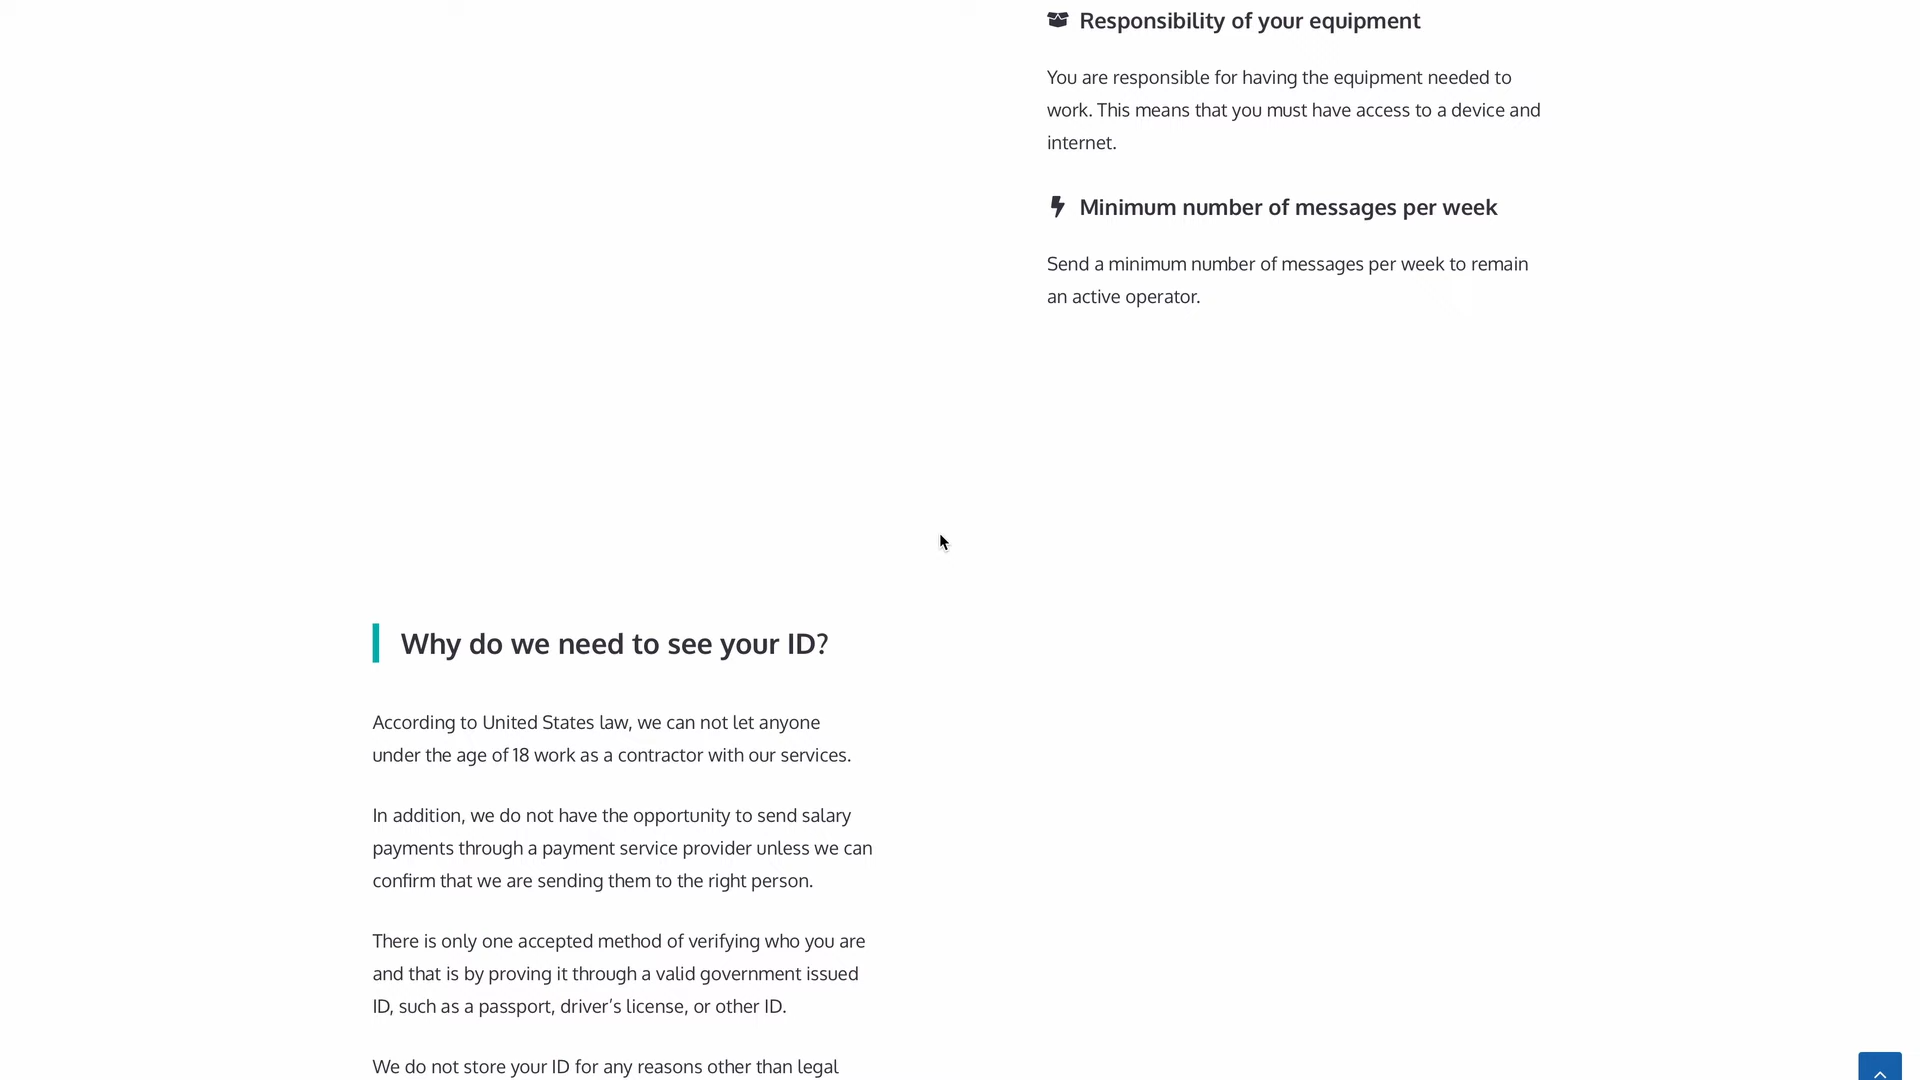 Responsibility of your equipment
You are responsible for having the equipment needed to
work. This means that you must have access to a device and
internet.
Minimum number of messages per week
Send a minimum number of messages per week to remain
an active operator.
Why do we need to see your ID?
According to United States law, we can not let anyone
under the age of 18 work as a contractor with our services.
In addition, we do not have the opportunity to send salary
payments through a payment service provider unless we can
confirm that we are sending them to the right person.
There is only one accepted method of verifying who you are
and that is by proving it through a valid government issued
ID, such as a passport, driver’s license, or other ID.
We do not store your ID for any reasons other than legal